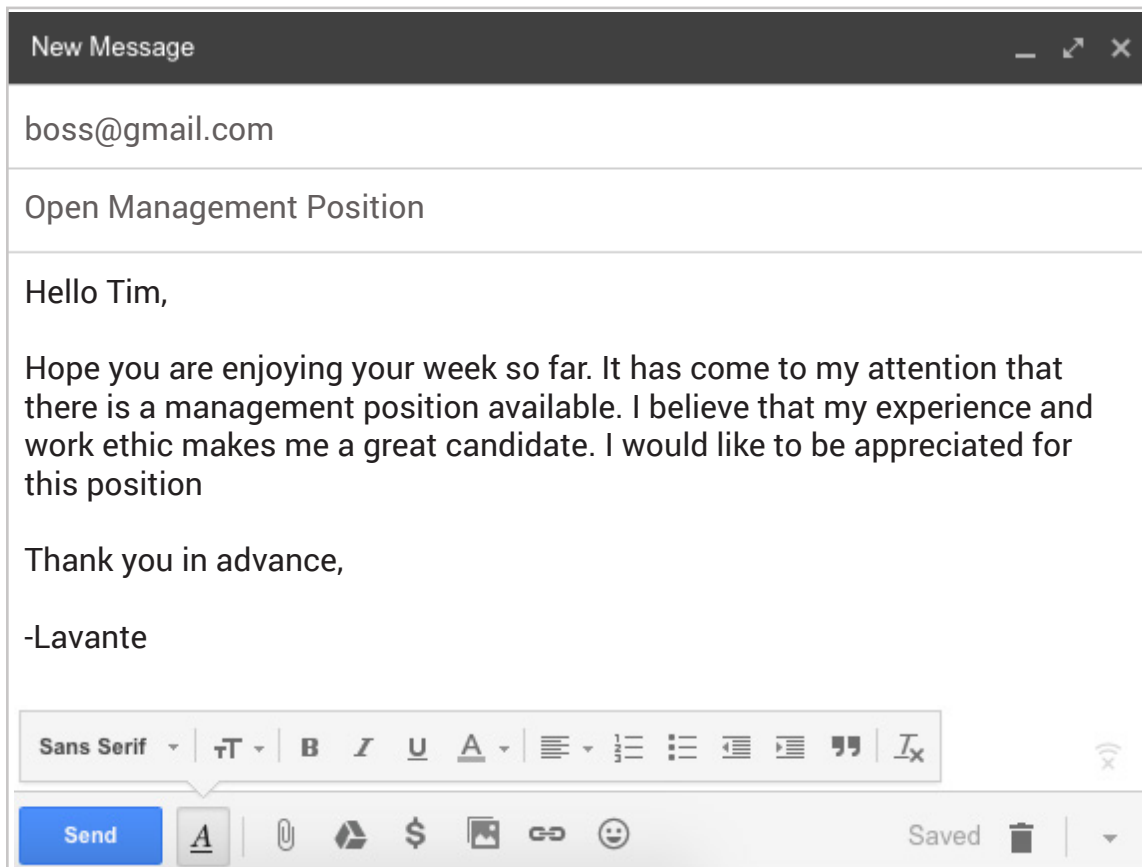 New Message
boss@gmail.com
Open Management Position
Hello Tim,
Hope you are enjoying your week so far. It has come to my attention that
there is a management position available. I believe that my experience and
work ethic makes me a great candidate. I would like to be appreciated for
this position
Thank you in advance,
-Lavante
Sans Serif
Send
Saved